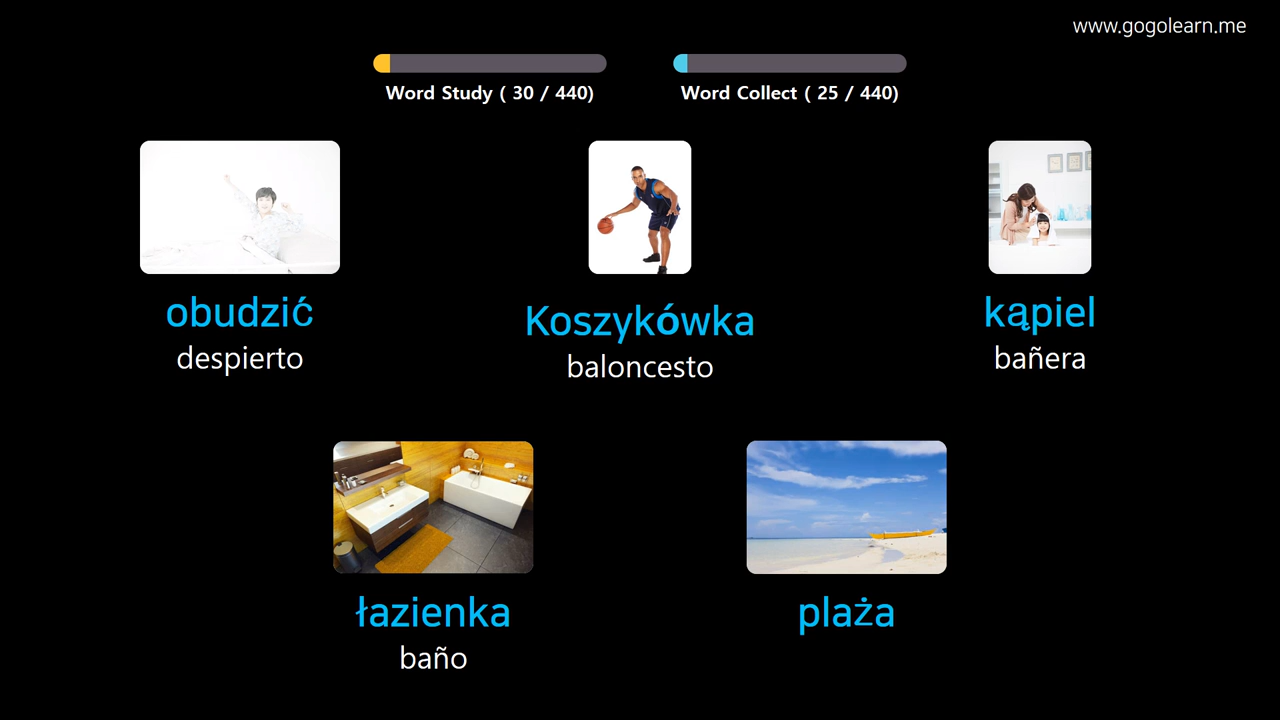 www.gogolearn.me
Word Study ( 30 / 440)
Word Collect ( 25 / 440)
obudzić
despierto
Koszykówka
baloncesto
kąpiel
bañera
łazienka
baño
plaża